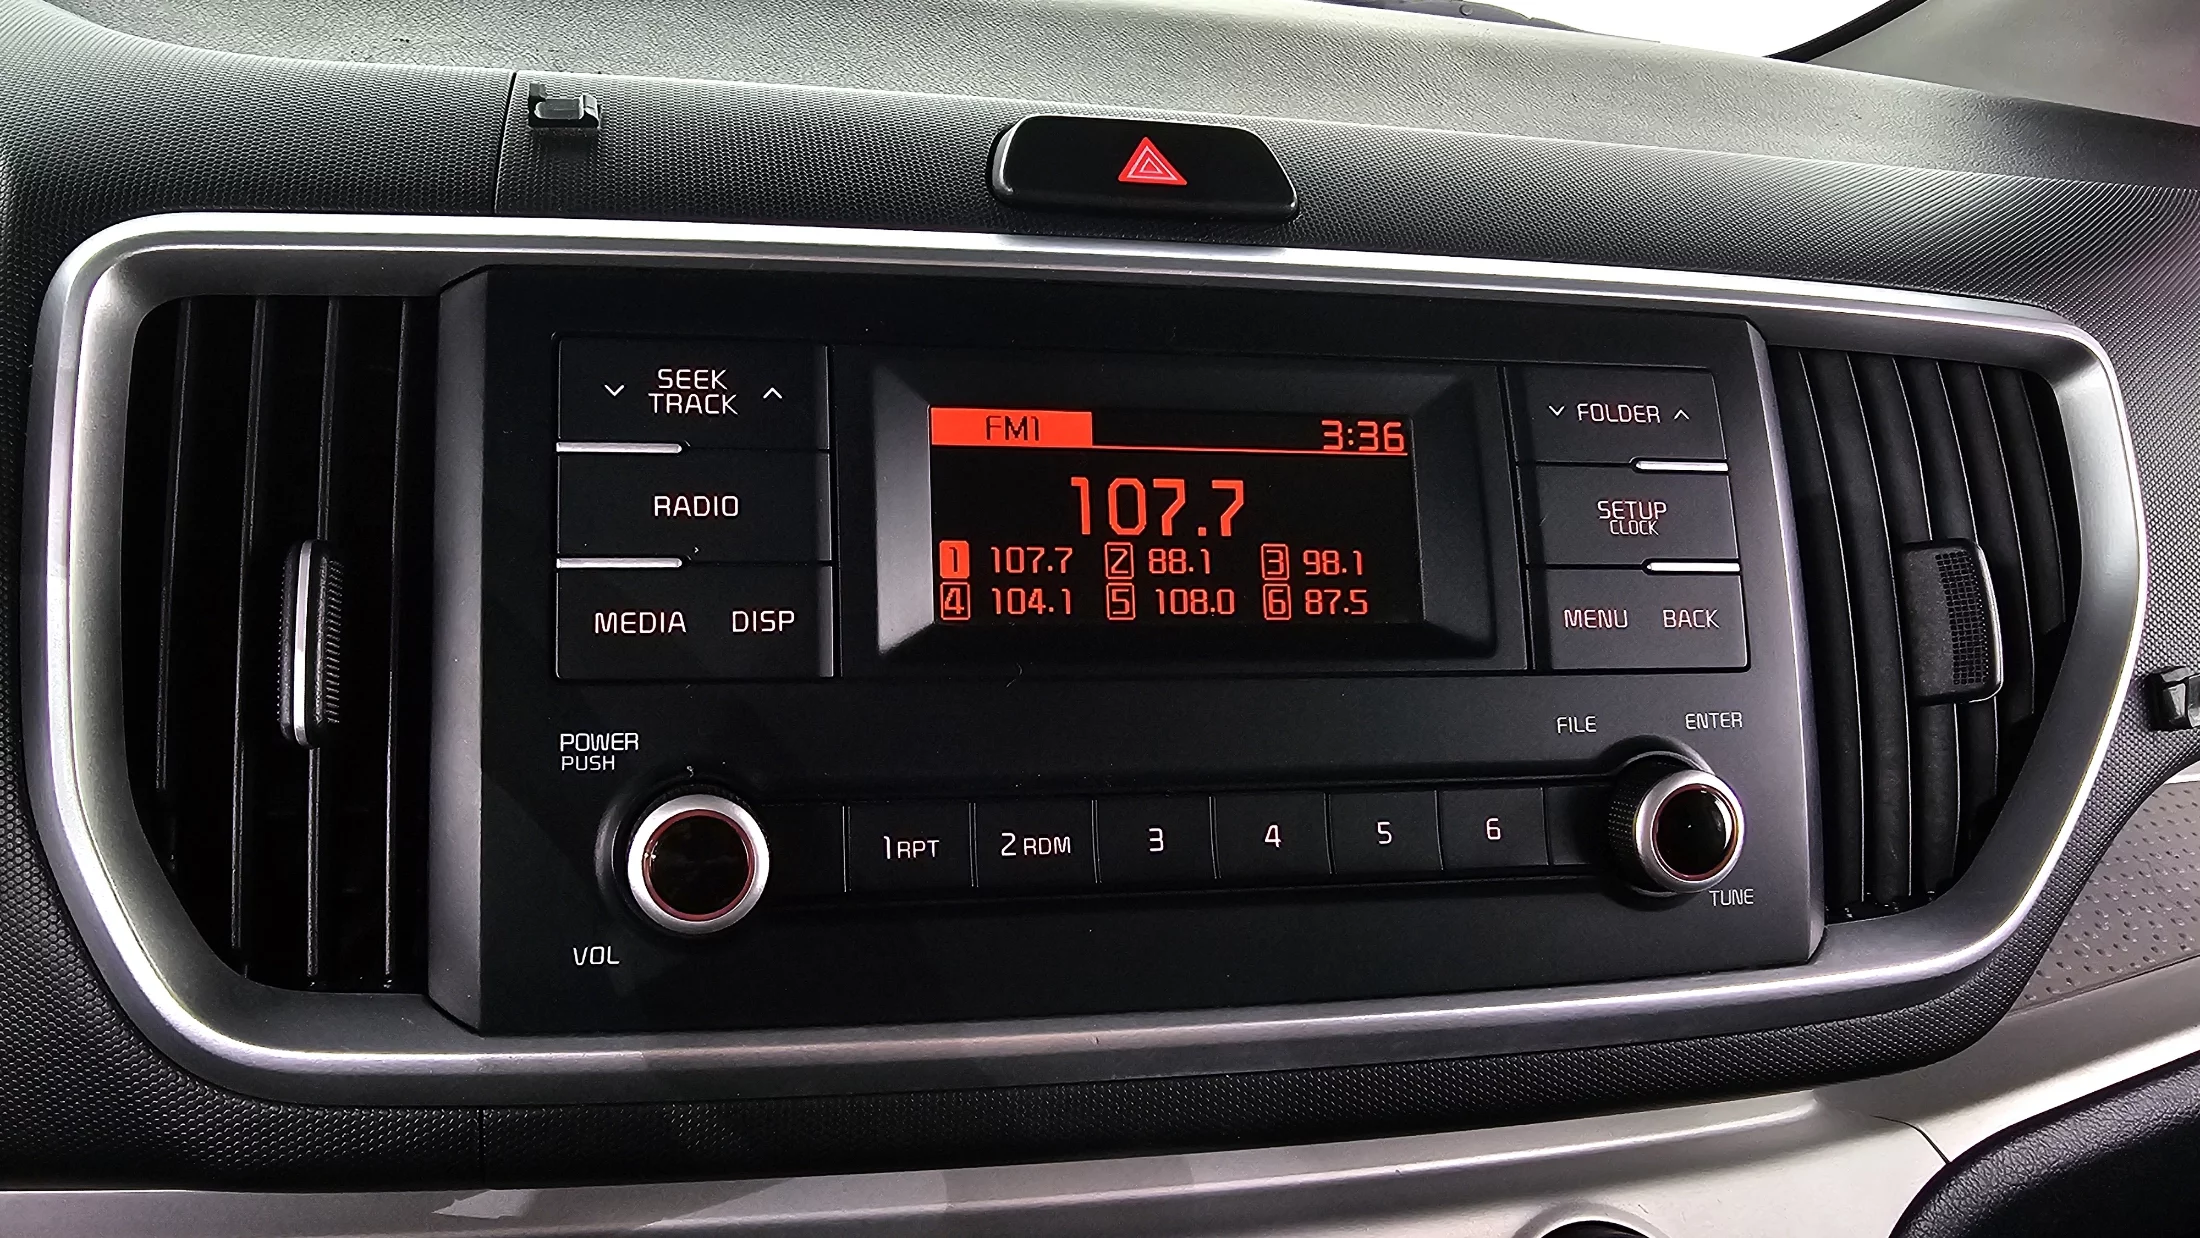 SEEK
TRACK
RADIO
MEDIA DISP
FM1 3:36
107.7
1 107.7 2 88.1 3 98.1
4 104.1 5 108.0 6 87.5
FOLDER
SETUP
CLOCK
MENU BACK
POWER
PUSH
VOL
1 RPT 2 RDM 3 4 5 6
FILE ENTER
TUNE